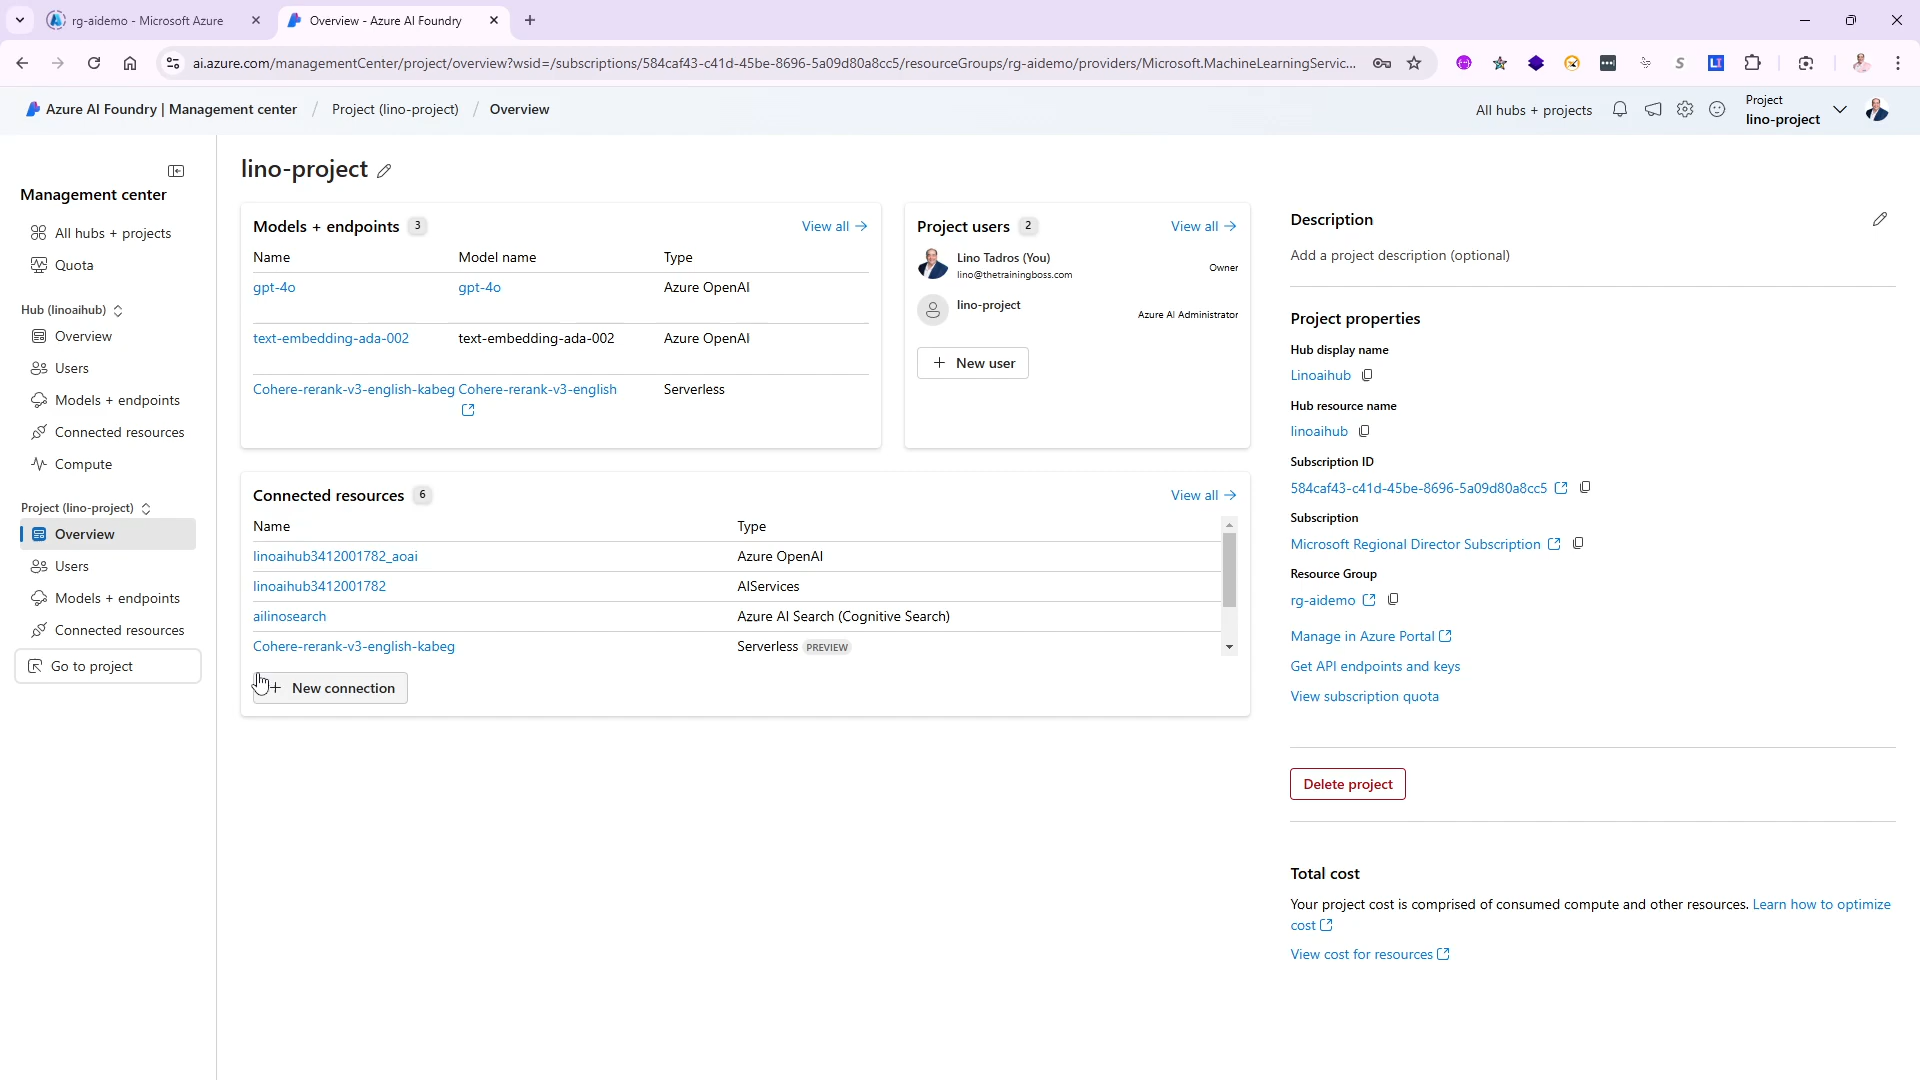 rg-aidemo - Microsoft Azure
Overview - Azure AI Foundry
ai.azure.com/managementCenter/project/overview?wsid=/subscriptions/584caf43-c41d-45be-8696-5a09d80a8cc5/resourceGroups/rg-aidemo/providers/Microsoft.MachineLearningServic...
Azure AI Foundry | Management center / Project (lino-project) / Overview
All hubs + projects
Project
lino-project
Management center
All hubs + projects
Quota
Hub (linoaihub)
Overview
Users
Models + endpoints
Connected resources
Compute
Project (lino-project)
Overview
Users
Models + endpoints
Connected resources
Go to project
lino-project
Models + endpoints 3
View all
Name Model name Type
gpt-4o gpt-4o Azure OpenAI
text-embedding-ada-002 text-embedding-ada-002 Azure OpenAI
Cohere-rerank-v3-english-kabeg Cohere-rerank-v3-english Serverless
Project users 2
View all
Lino Tadros (You)
lino@thetrainingboss.com
Owner
lino-project
Azure AI Administrator
+ New user
Connected resources 6
View all
Name Type
linoaihub3412001782_aoai Azure OpenAI
linoaihub3412001782 AIServices
ailinosearch Azure AI Search (Cognitive Search)
Cohere-rerank-v3-english-kabeg Serverless PREVIEW
+ New connection
Description
Add a project description (optional)
Project properties
Hub display name
Linoaihub
Hub resource name
linoaihub
Subscription ID
584caf43-c41d-45be-8696-5a09d80a8cc5
Subscription
Microsoft Regional Director Subscription
Resource Group
rg-aidemo
Manage in Azure Portal
Get API endpoints and keys
View subscription quota
Delete project
Total cost
Your project cost is comprised of consumed compute and other resources. Learn how to optimize
cost
View cost for resources